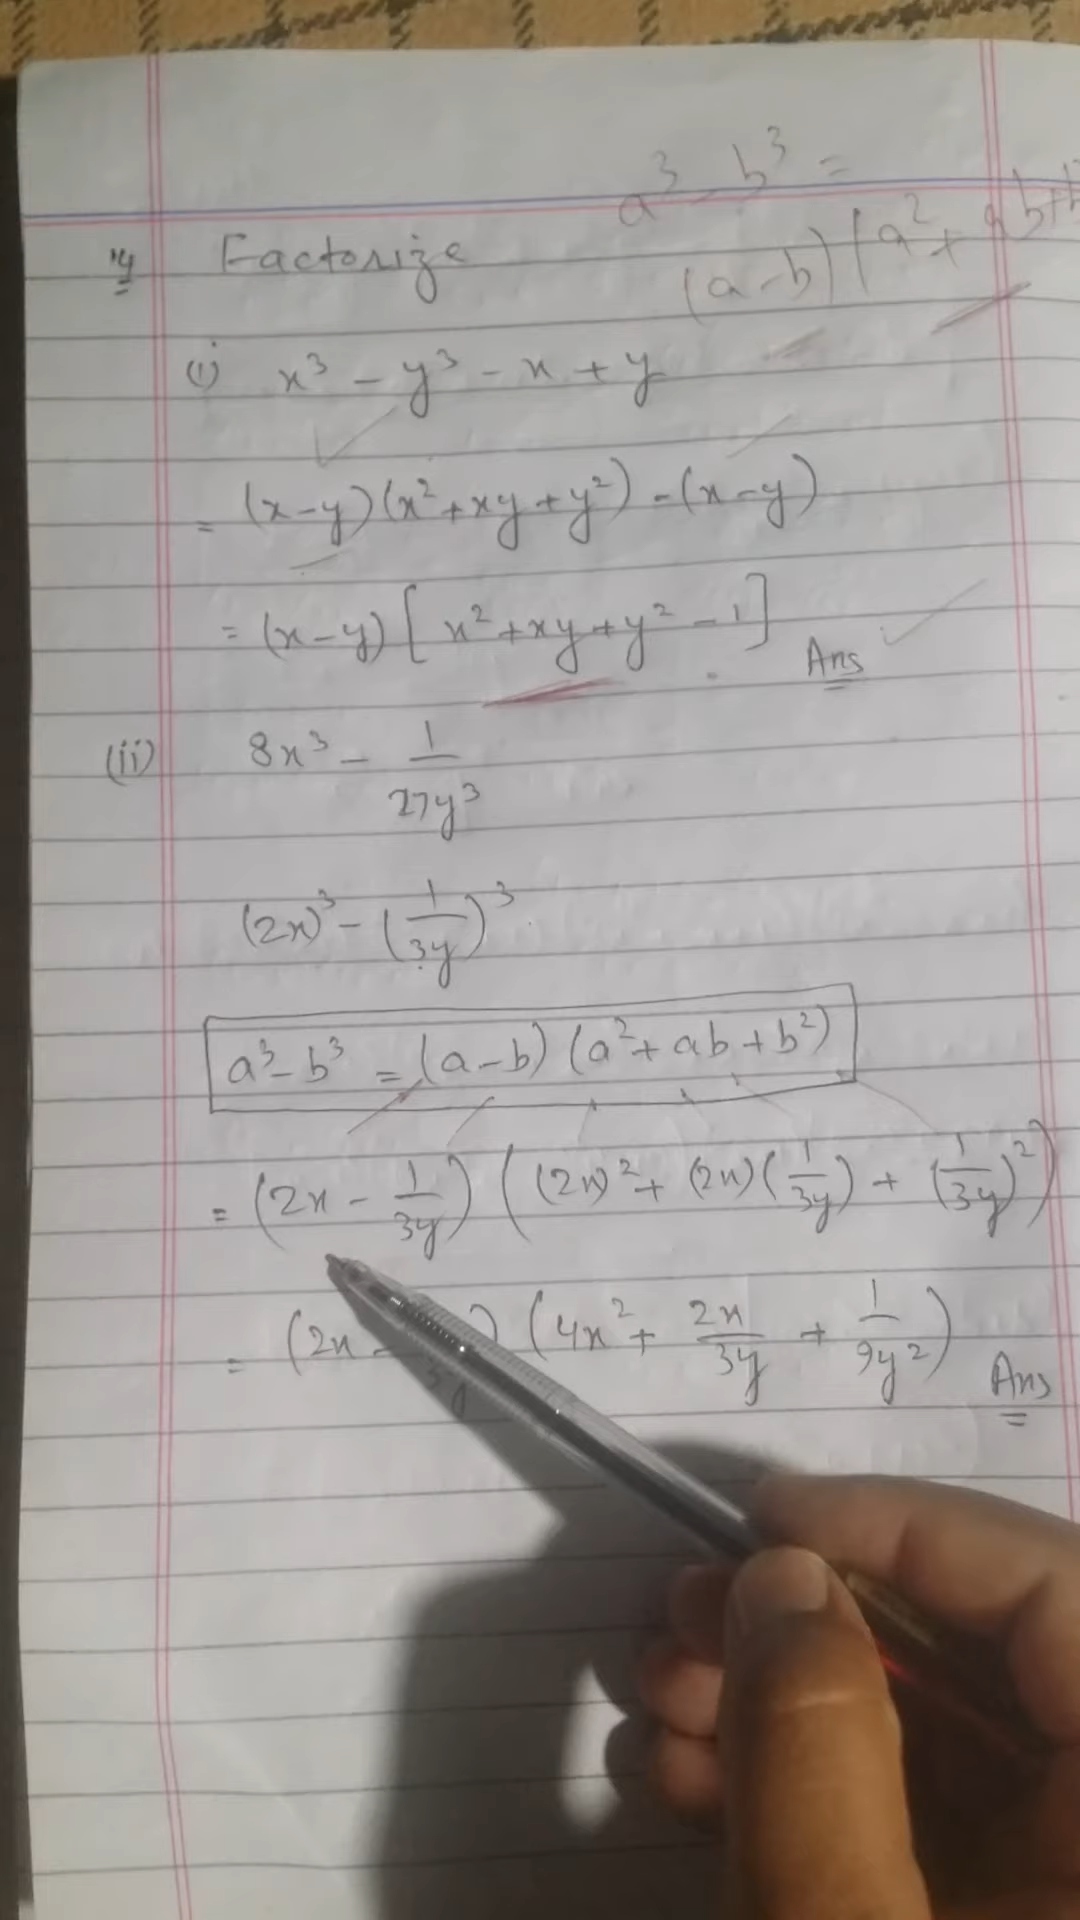 a³ - b³ =
(a-b) (a² + ab+b
Factorize
(i) x³ - y³ - x + y
= (x-y)(x²+xy+y²) - (x-y)
= (x-y) [ x²+xy+y² - 1 ] Ans
(ii) 8x³ - 1/27y³
(2x)³ - (1/3y)³
a³ - b³ = (a-b) (a²+ab+b²)
= (2x - 1/3y) ( (2x)² + (2x)(1/3y) + (1/3y)² )
= (2x - ) (4x² + 2x/3y + 1/9y²) Ans